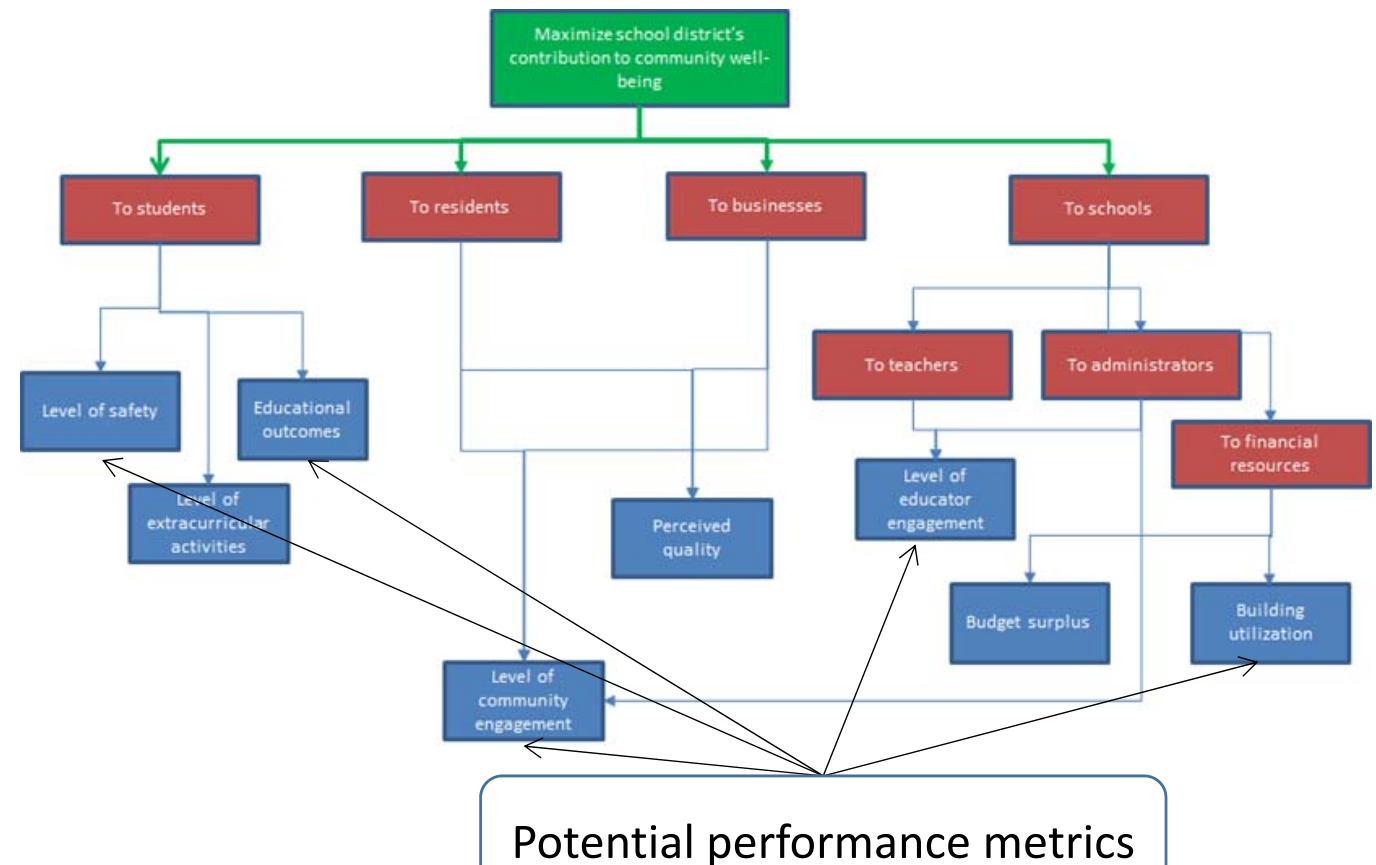 Maximize school district's
contribution to community well-
being
To students
To residents
To businesses
To schools
To teachers
To administrators
Level of safety
Educational
outcomes
To financial
resources
Level of
extracurricular
activities
Perceived
quality
Level of
educator
engagement
Budget surplus
Building
utilization
Level of
community
engagement
Potential performance metrics